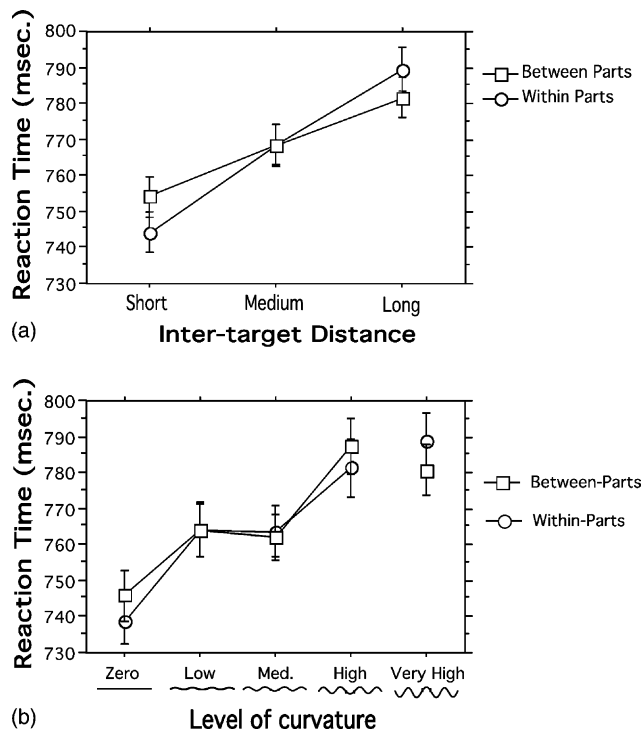 800
790
780
770
760
750
740
730
Reaction Time (msec.)
Between Parts
Within Parts
Short Medium Long
(a) Inter-target Distance
800
790
780
770
760
750
740
730
Reaction Time (msec.)
Between-Parts
Within-Parts
Zero Low Med. High Very High
(b) Level of curvature